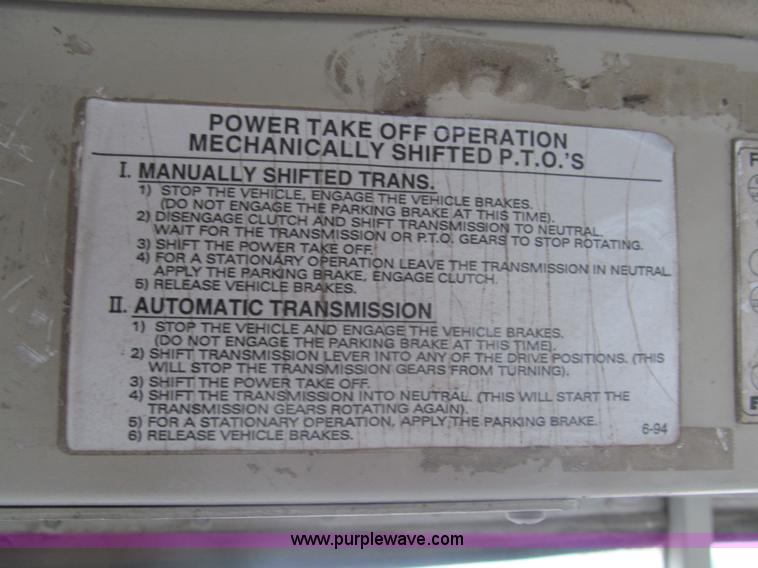 POWER TAKE OFF OPERATION
MECHANICALLY SHIFTED P.T.O.'S
I. MANUALLY SHIFTED TRANS.
1) STOP THE VEHICLE, ENGAGE THE VEHICLE BRAKES.
(DO NOT ENGAGE THE PARKING BRAKE AT THIS TIME).
2) DISENGAGE CLUTCH AND SHIFT TRANSMISSION TO NEUTRAL.
WAIT FOR THE TRANSMISSION OR P.T.O. GEARS TO STOP ROTATING.
3) SHIFT THE POWER TAKE OFF.
4) FOR A STATIONARY OPERATION LEAVE THE TRANSMISSION IN NEUTRAL
APPLY THE PARKING BRAKE, ENGAGE CLUTCH.
5) RELEASE VEHICLE BRAKES.
II. AUTOMATIC TRANSMISSION
1) STOP THE VEHICLE AND ENGAGE THE VEHICLE BRAKES.
(DO NOT ENGAGE THE PARKING BRAKE AT THIS TIME).
2) SHIFT TRANSMISSION LEVER INTO ANY OF THE DRIVE POSITIONS. (THIS
WILL STOP THE TRANSMISSION GEARS FROM TURNING).
3) SHIFT THE POWER TAKE OFF.
4) SHIFT THE TRANSMISSION INTO NEUTRAL. (THIS WILL START THE
TRANSMISSION GEARS ROTATING AGAIN).
5) FOR A STATIONARY OPERATION, APPLY THE PARKING BRAKE.
6) RELEASE VEHICLE BRAKES.
6-94
www.purplewave.com